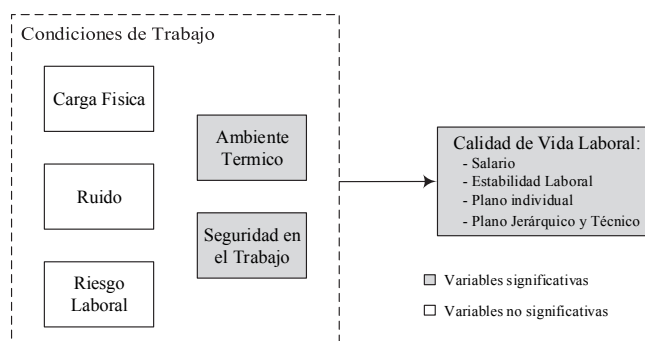 Condiciones de Trabajo
Carga Fisica
Ruido
Riesgo
Laboral
Ambiente
Termico
Seguridad en
el Trabajo
Calidad de Vida Laboral:
- Salario
- Estabilidad Laboral
- Plano individual
- Plano Jerárquico y Técnico
Variables significativas
Variables no significativas